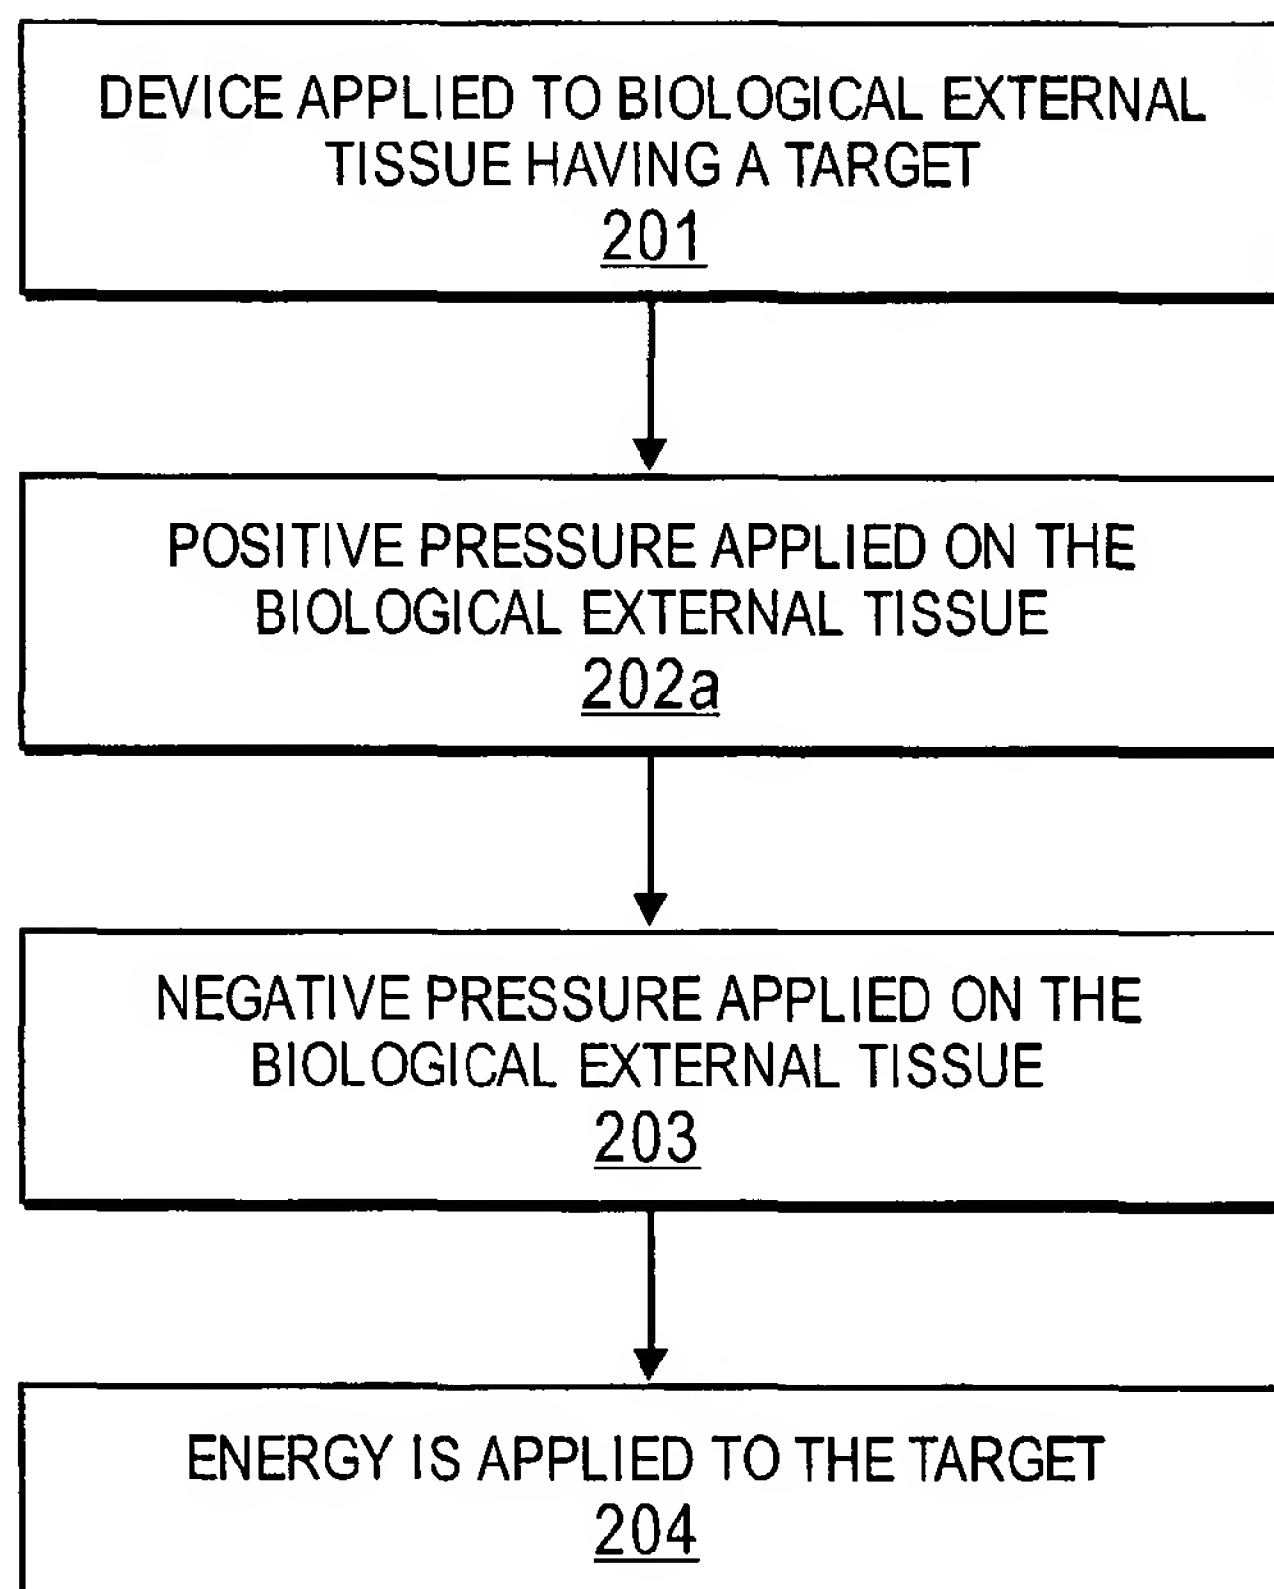 DEVICE APPLIED TO BIOLOGICAL EXTERNAL
TISSUE HAVING A TARGET
201
POSITIVE PRESSURE APPLIED ON THE
BIOLOGICAL EXTERNAL TISSUE
202a
NEGATIVE PRESSURE APPLIED ON THE
BIOLOGICAL EXTERNAL TISSUE
203
ENERGY IS APPLIED TO THE TARGET
204